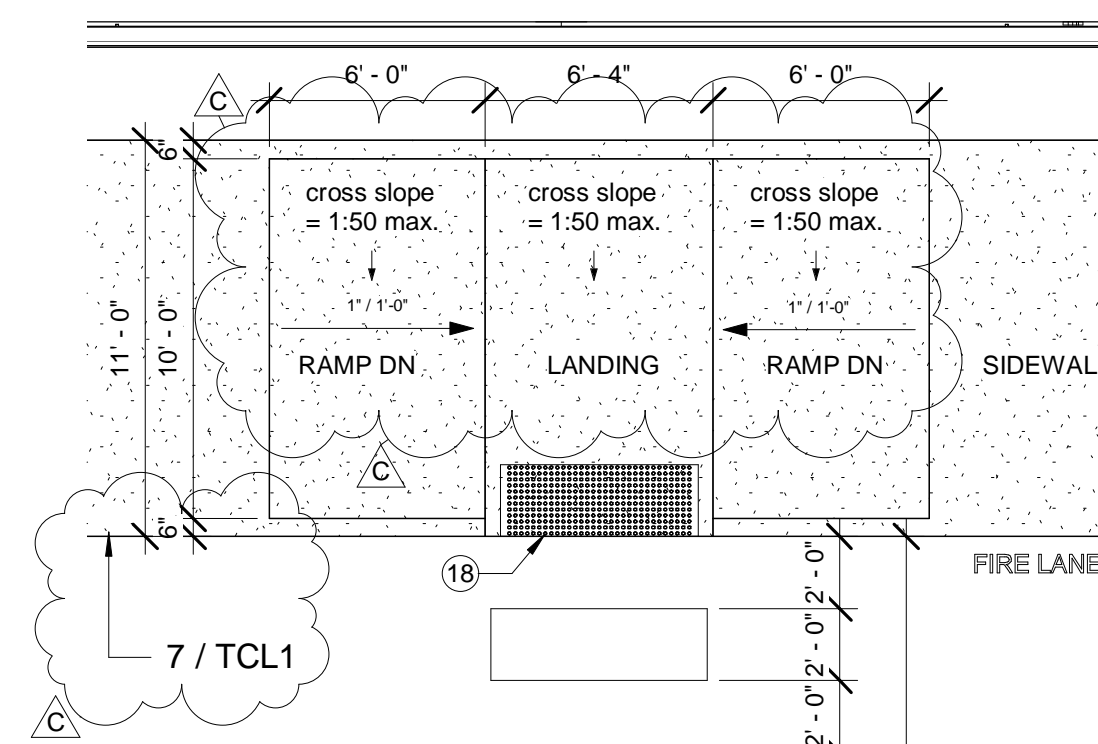 6' - 0"
6' - 4"
6' - 0"
C
6"
cross slope
= 1:50 max.
cross slope
= 1:50 max.
cross slope
= 1:50 max.
11' - 0"
10' - 0"
1" / 1'-0"
1" / 1'-0"
RAMP DN
LANDING
RAMP DN
SIDEWAL
C
6"
18
FIRE LANE
2' - 0"
2' - 0"
2' - 0"
7 / TCL1
C